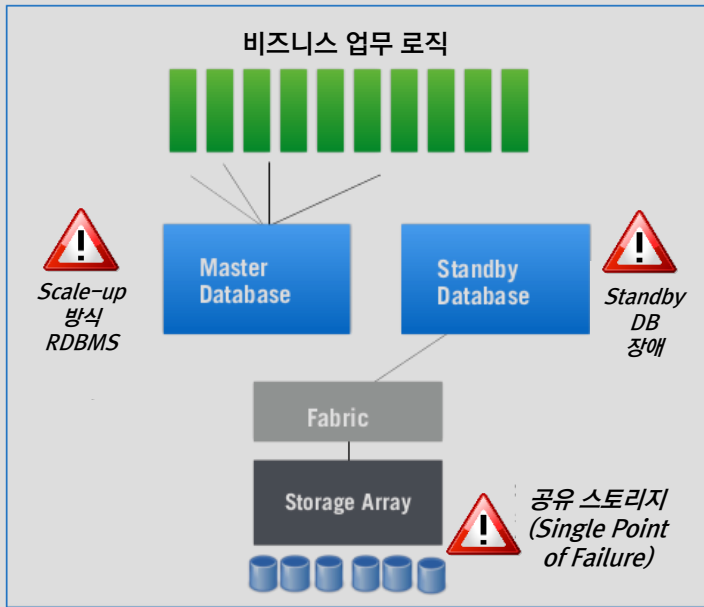 비즈니스 업무 로직
Master
Database
Standby
Database
Scale-up
방식
RDBMS
Standby
DB
장애
Fabric
Storage Array
공유 스토리지
(Single Point
of Failure)